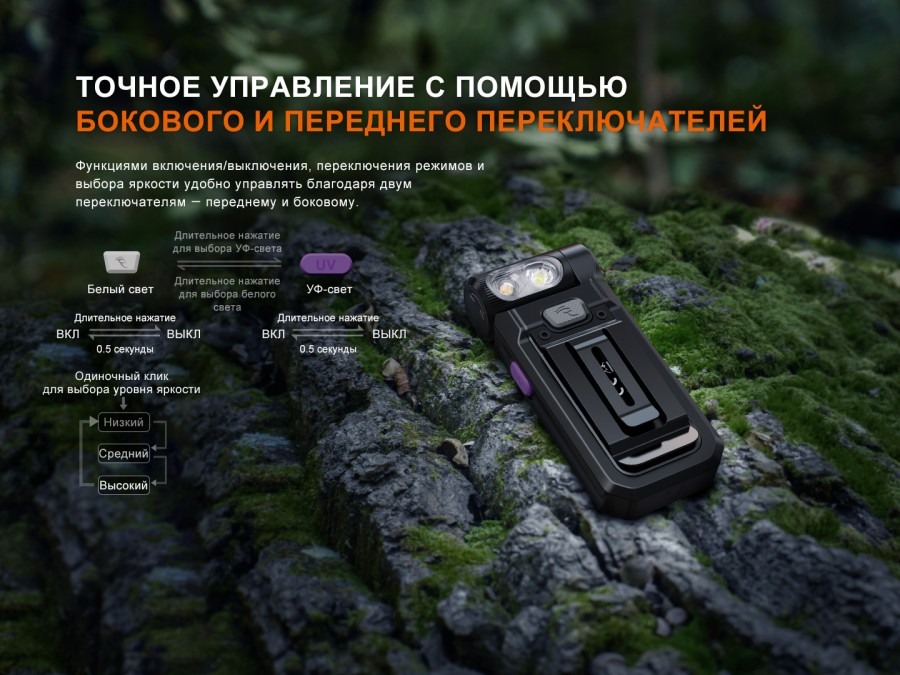 ТОЧНОЕ УПРАВЛЕНИЕ С ПОМОЩЬЮ
БОКОВОГО И ПЕРЕДНЕГО ПЕРЕКЛЮЧАТЕЛЕЙ
Функциями включения/выключения, переключения режимов и
выбора яркости удобно управлять благодаря двум
переключателям — переднему и боковому.
Длительное нажатие
для выбора УФ-света
UV
Длительное нажатие
для выбора белого
света
Белый свет
УФ-свет
Длительное нажатие
ВКЛ ВЫКЛ
0.5 секунды
Длительное нажатие
ВКЛ ВЫКЛ
0.5 секунды
Одиночный клик
для выбора уровня яркости
Низкий
Средний
Высокий